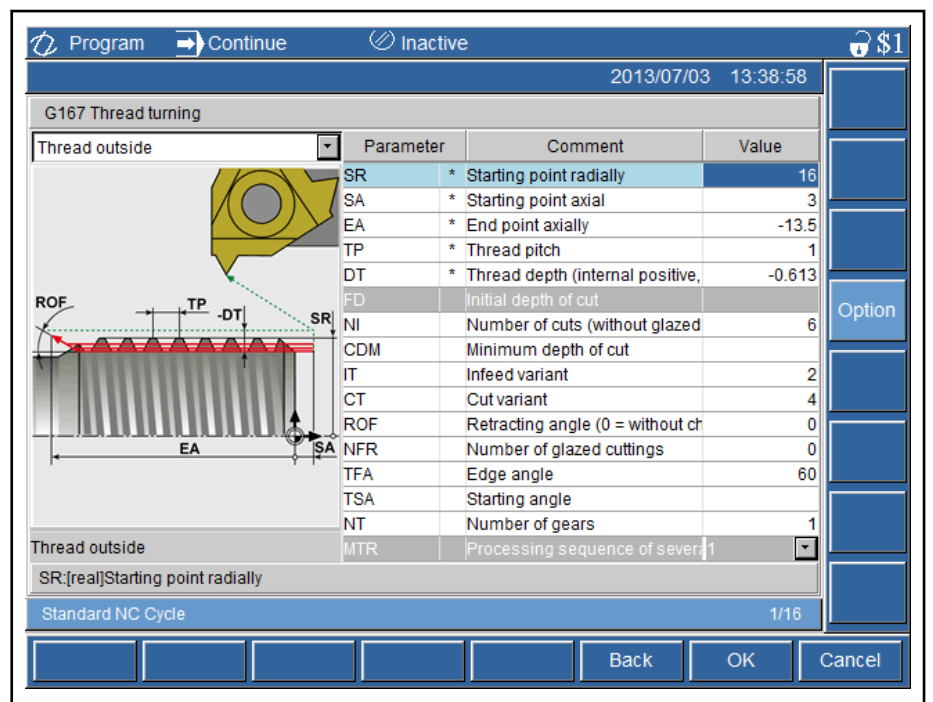 Program Continue Inactive $1
2013/07/03 13:38:58
G167 Thread turning
Thread outside Parameter Comment Value
SR * Starting point radially 16
SA * Starting point axial 3
EA * End point axially -13.5
TP * Thread pitch 1
DT * Thread depth (internal positive, -0.613
FD Initial depth of cut
NI Number of cuts (without glazed 6
CDM Minimum depth of cut
IT Infeed variant 2
CT Cut variant 4
ROF Retracting angle (0 = without ch 0
NFR Number of glazed cuttings 0
TFA Edge angle 60
TSA Starting angle
NT Number of gears 1
MTR Processing sequence of severa 1
ROF TP -DT SR
EA SA
Option
Thread outside
SR:[real]Starting point radially
Standard NC Cycle 1/16
Back OK Cancel